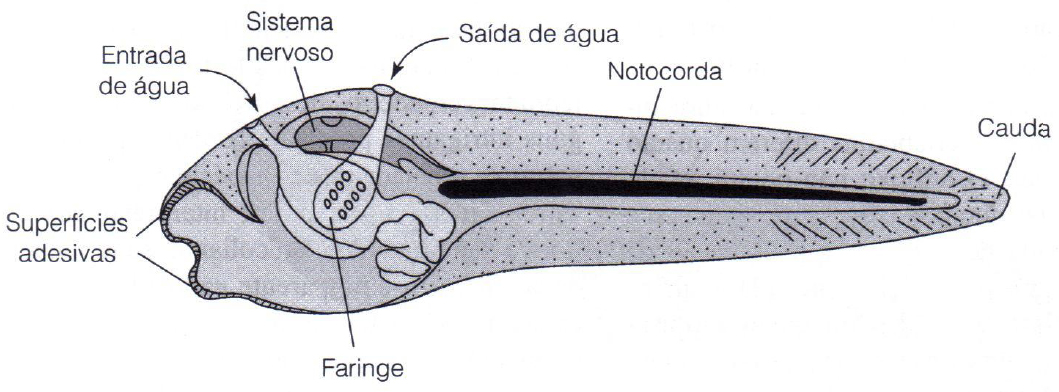 Sistema
nervoso
Saída de água
Entrada
de água
Notocorda
Cauda
Superfícies
adesivas
Faringe